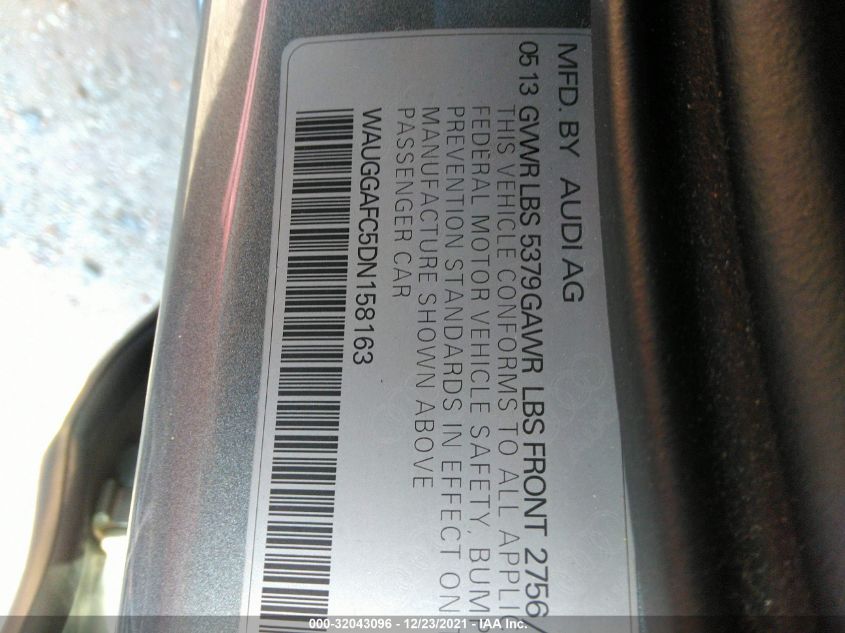 MFD. BY AUDI AG
05 13 GVWR LBS 5379 GAWR LBS FRONT 2756/
THIS VEHICLE CONFORMS TO ALL APPLI
FEDERAL MOTOR VEHICLE SAFETY, BUMP
PREVENTION STANDARDS IN EFFECT ON
MANUFACTURE SHOWN ABOVE
PASSENGER CAR
WAUGGAFC5DN158163
000-32043096 - 12/23/2021 - IAA Inc.